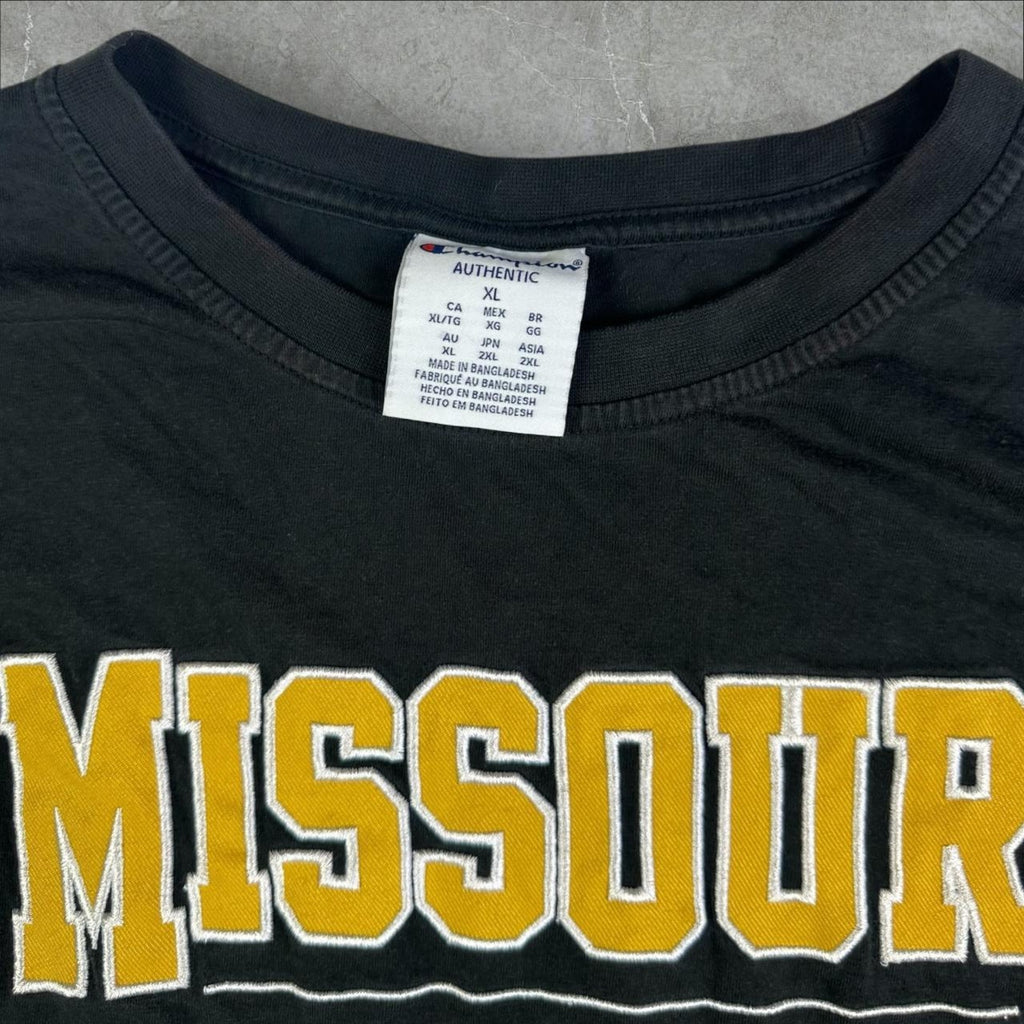 Champion®
AUTHENTIC
XL
CA MEX BR
XL/TG XG GG
AU JPN ASIA
XL 2XL 2XL
MADE IN BANGLADESH
FABRIQUÉ AU BANGLADESH
HECHO EN BANGLADESH
FEITO EM BANGLADESH
MISSOUR